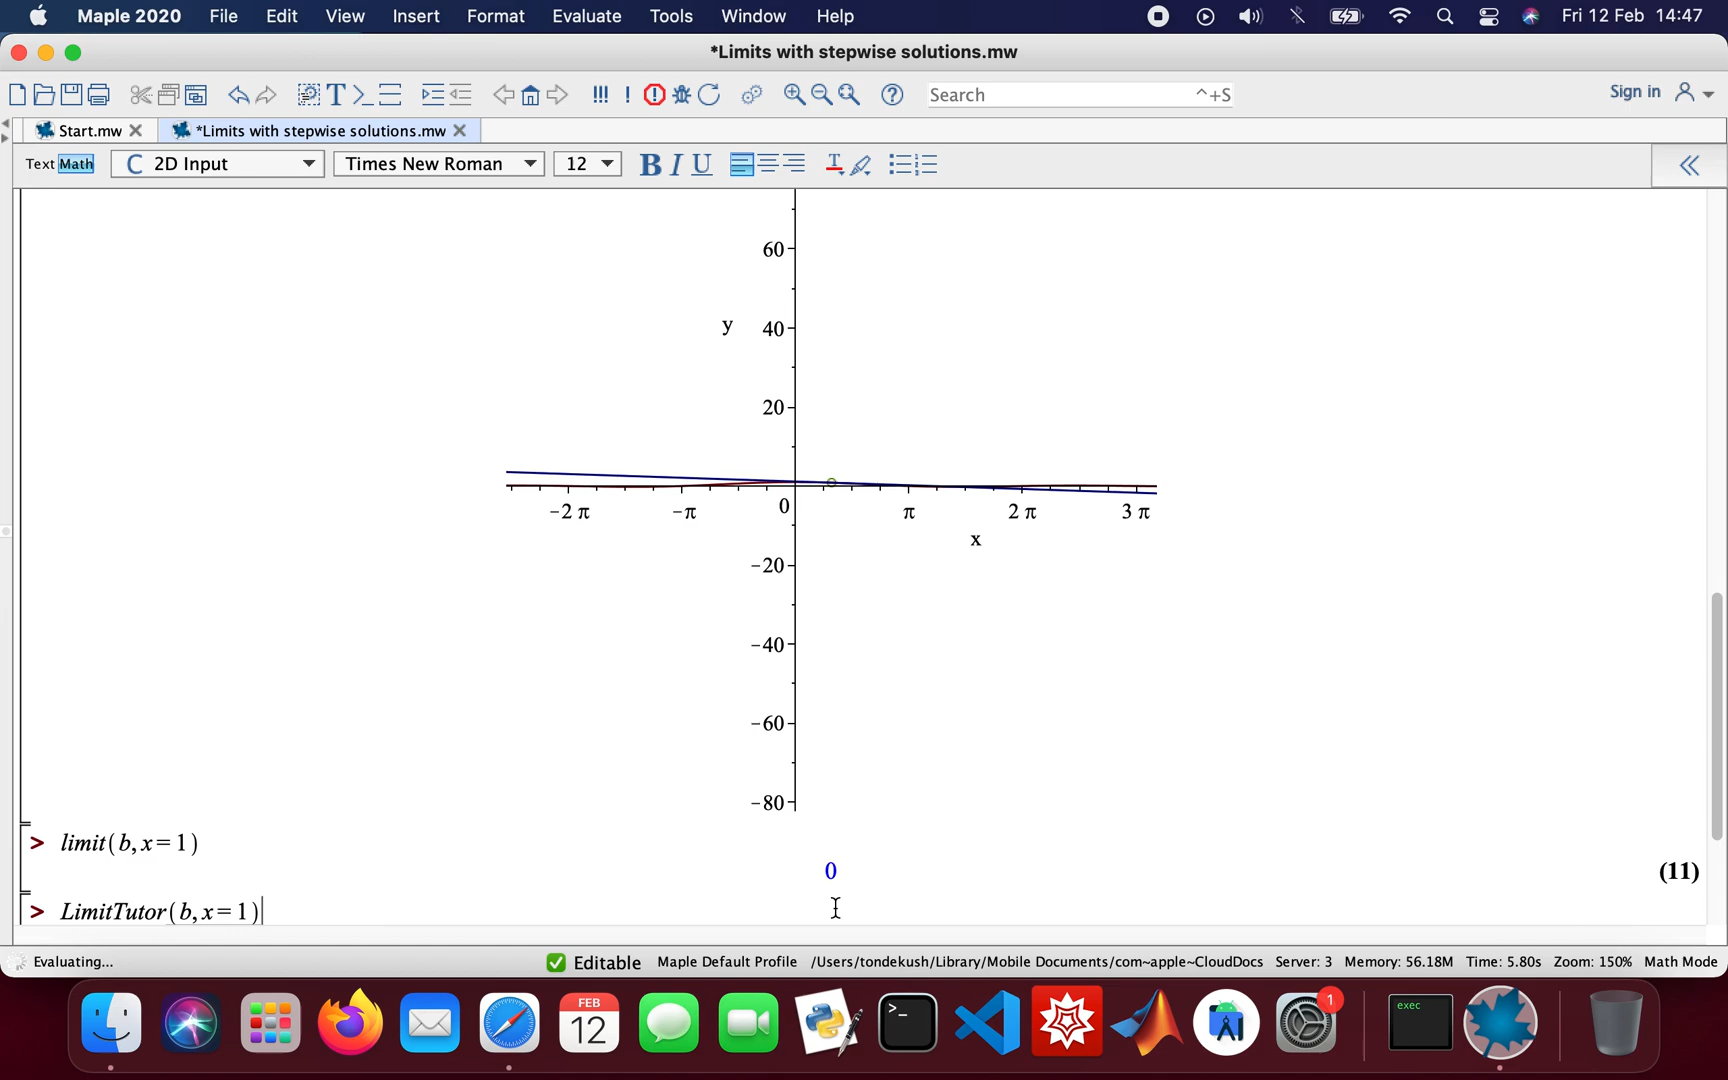 Maple 2020 File Edit View Insert Format Evaluate Tools Window Help Fri 12 Feb 14:47
*Limits with stepwise solutions.mw
Search ^+S Sign in
Start.mw *Limits with stepwise solutions.mw
Text Math C 2D Input Times New Roman 12 B I U
60
y 40
20
0
-2 π -π π 2 π 3 π
x
-20
-40
-60
-80
> limit(b,x=1)
0 (11)
> LimitTutor(b,x=1)
Evaluating... Editable Maple Default Profile /Users/tondekush/Library/Mobile Documents/com~apple~CloudDocs Server: 3 Memory: 56.18M Time: 5.80s Zoom: 150% Math Mode
FEB
12
>_
1
exec